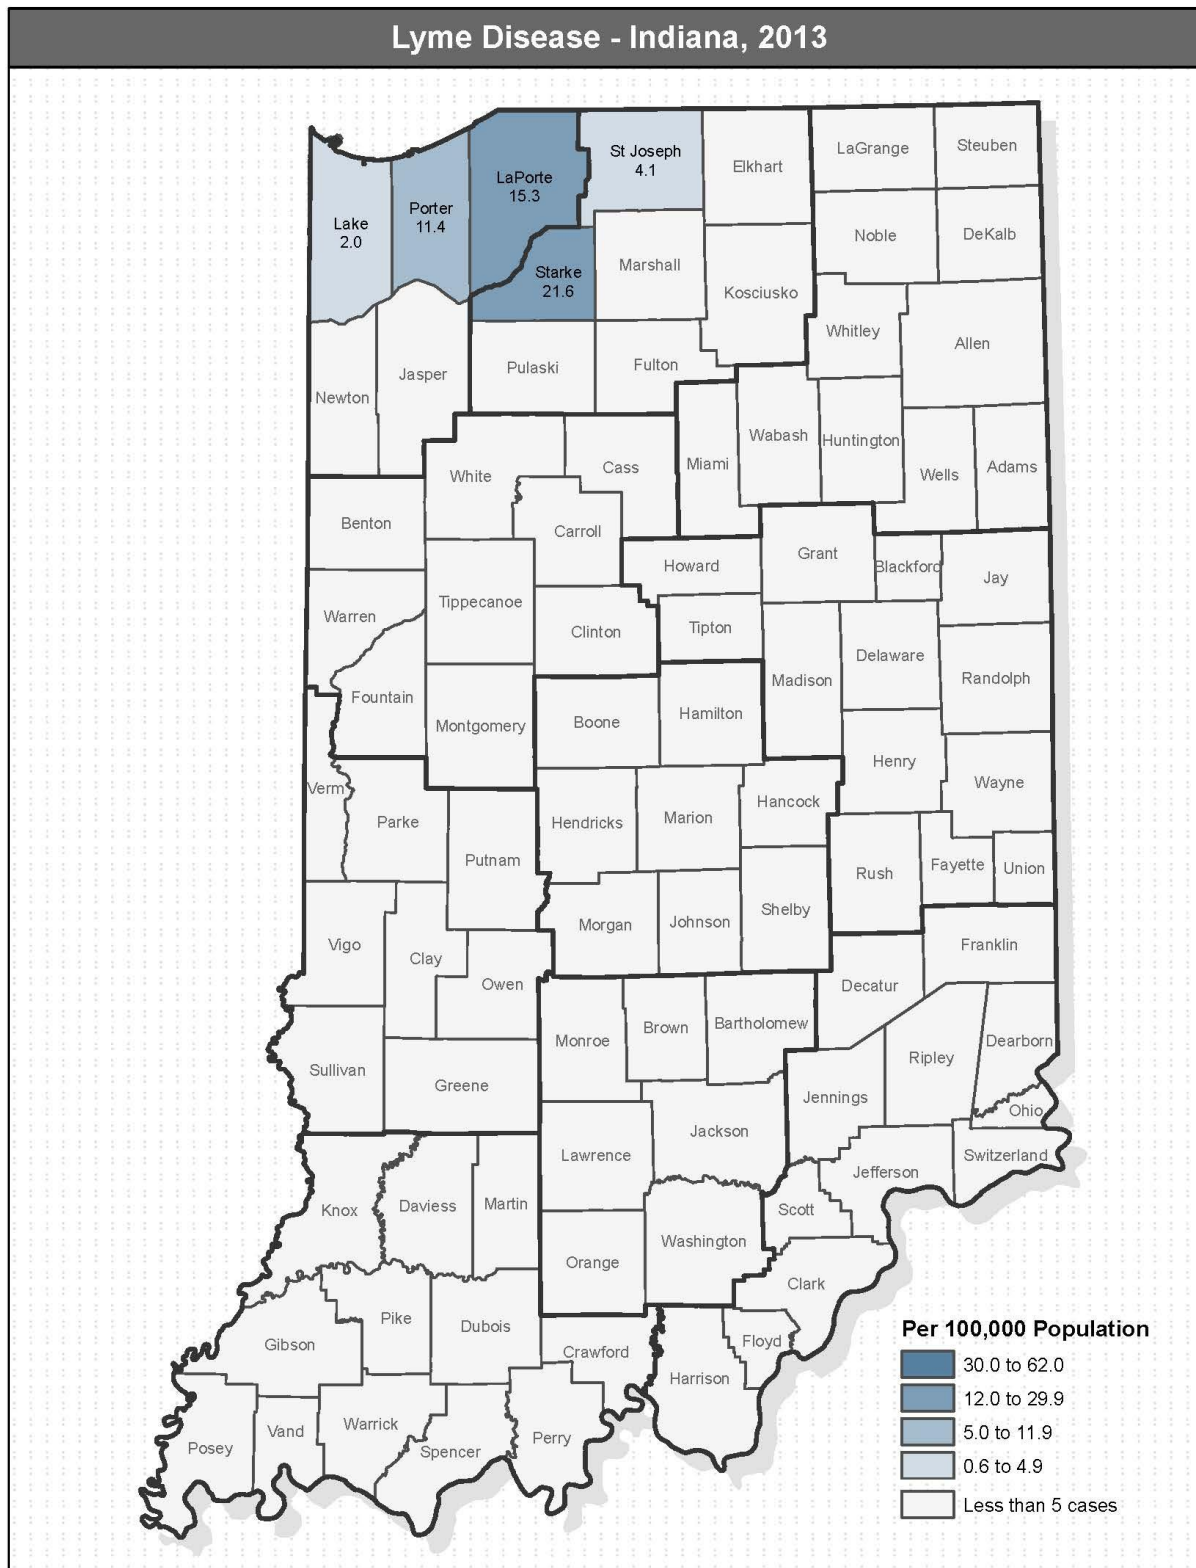 Lyme Disease - Indiana, 2013
LaGrange
Steuben
St Joseph
4.1
Elkhart
LaPorte
15.3
Porter
11.4
Lake
2.0
Noble
DeKalb
Starke
21.6
Marshall
Kosciusko
Whitley
Allen
Pulaski
Fulton
Jasper
Newton
Wabash
Huntington
Miami
Wells
Adams
White
Cass
Benton
Carroll
Howard
Grant
Blackford
Jay
Warren
Tippecanoe
Clinton
Tipton
Delaware
Madison
Randolph
Fountain
Montgomery
Boone
Hamilton
Henry
Wayne
Verm
Parke
Putnam
Hendricks
Marion
Hancock
Rush
Fayette
Union
Vigo
Clay
Owen
Morgan
Johnson
Shelby
Franklin
Decatur
Monroe
Brown
Bartholomew
Dearborn
Ripley
Sullivan
Greene
Jennings
Ohio
Lawrence
Jackson
Switzerland
Jefferson
Knox
Daviess
Martin
Scott
Orange
Washington
Clark
Pike
Dubois
Gibson
Crawford
Floyd
Harrison
Posey
Vand
Warrick
Spencer
Perry
Per 100,000 Population
30.0 to 62.0
12.0 to 29.9
5.0 to 11.9
0.6 to 4.9
Less than 5 cases